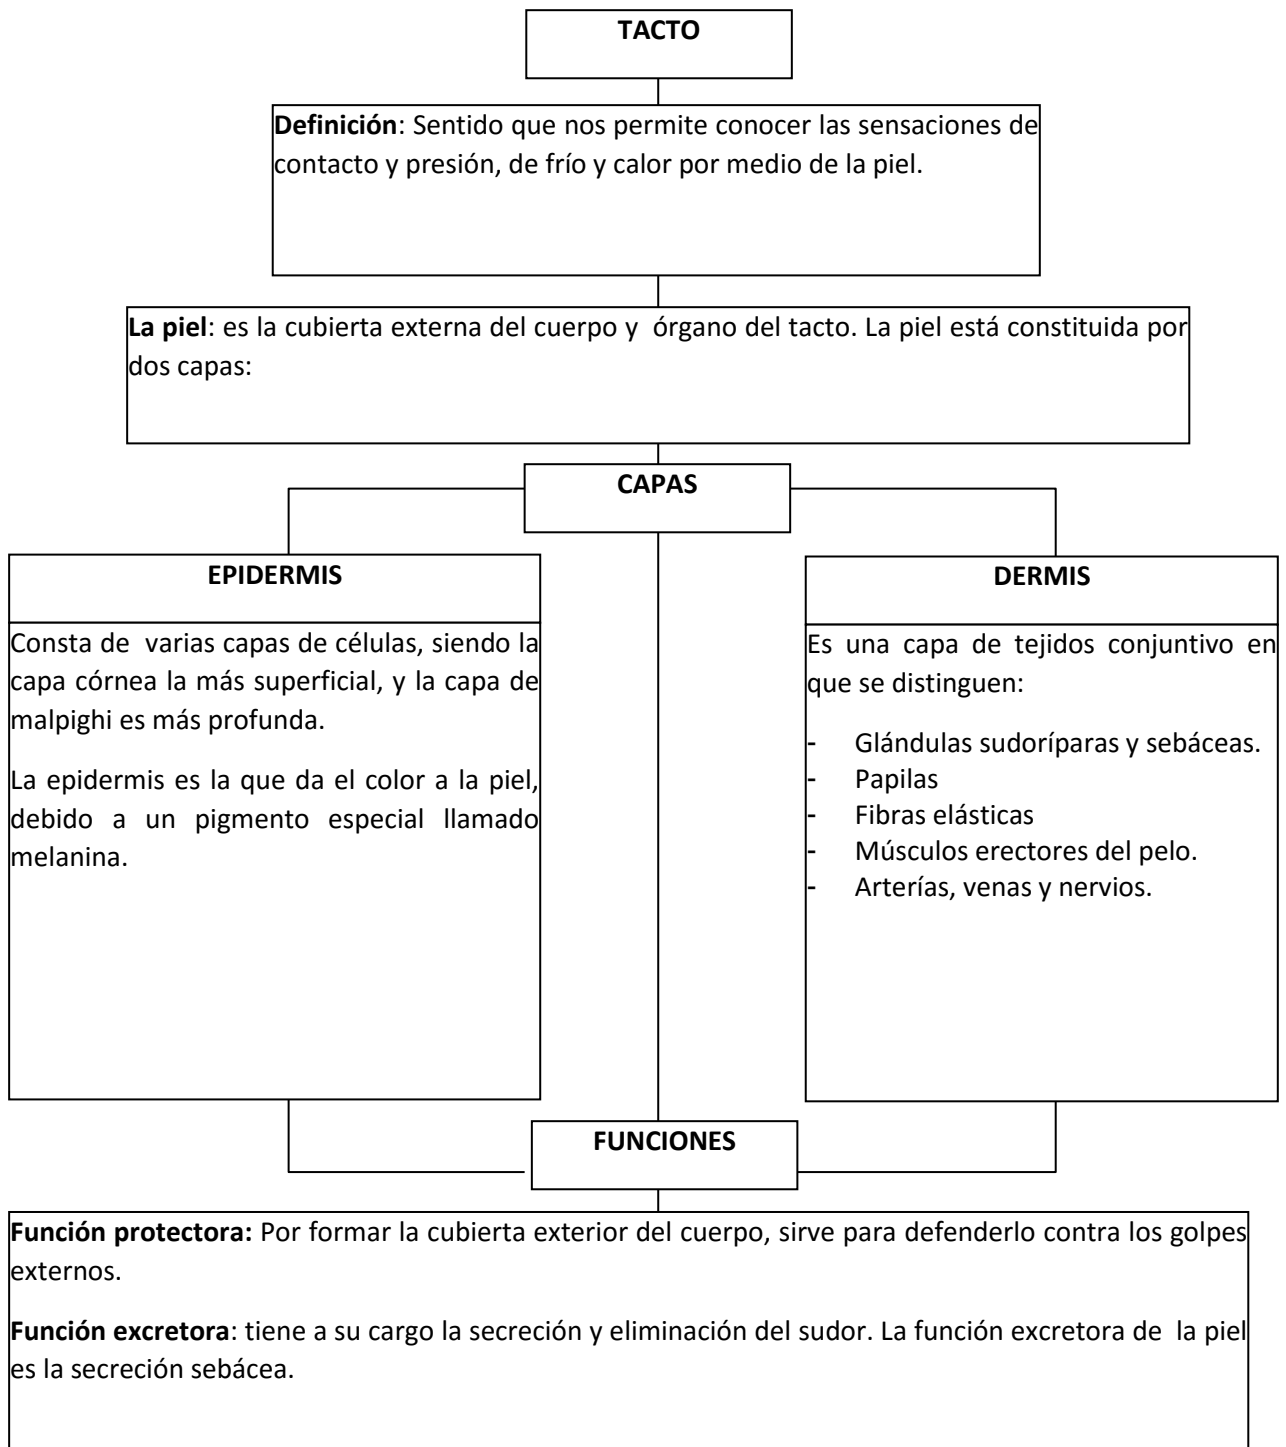 TACTO
Definición: Sentido que nos permite conocer las sensaciones de
contacto y presión, de frío y calor por medio de la piel.
La piel: es la cubierta externa del cuerpo y  órgano del tacto. La piel está constituida por
dos capas:
CAPAS
EPIDERMIS
Consta de  varias capas de células, siendo la
capa córnea la más superficial, y la capa de
malpighi es más profunda.
La epidermis es la que da el color a la piel,
debido a un pigmento especial llamado
melanina.
DERMIS
Es una capa de tejidos conjuntivo en
que se distinguen:
- Glándulas sudoríparas y sebáceas.
- Papilas
- Fibras elásticas
- Músculos erectores del pelo.
- Arterías, venas y nervios.
FUNCIONES
Función protectora: Por formar la cubierta exterior del cuerpo, sirve para defenderlo contra los golpes
externos.
Función excretora: tiene a su cargo la secreción y eliminación del sudor. La función excretora de  la piel
es la secreción sebácea.